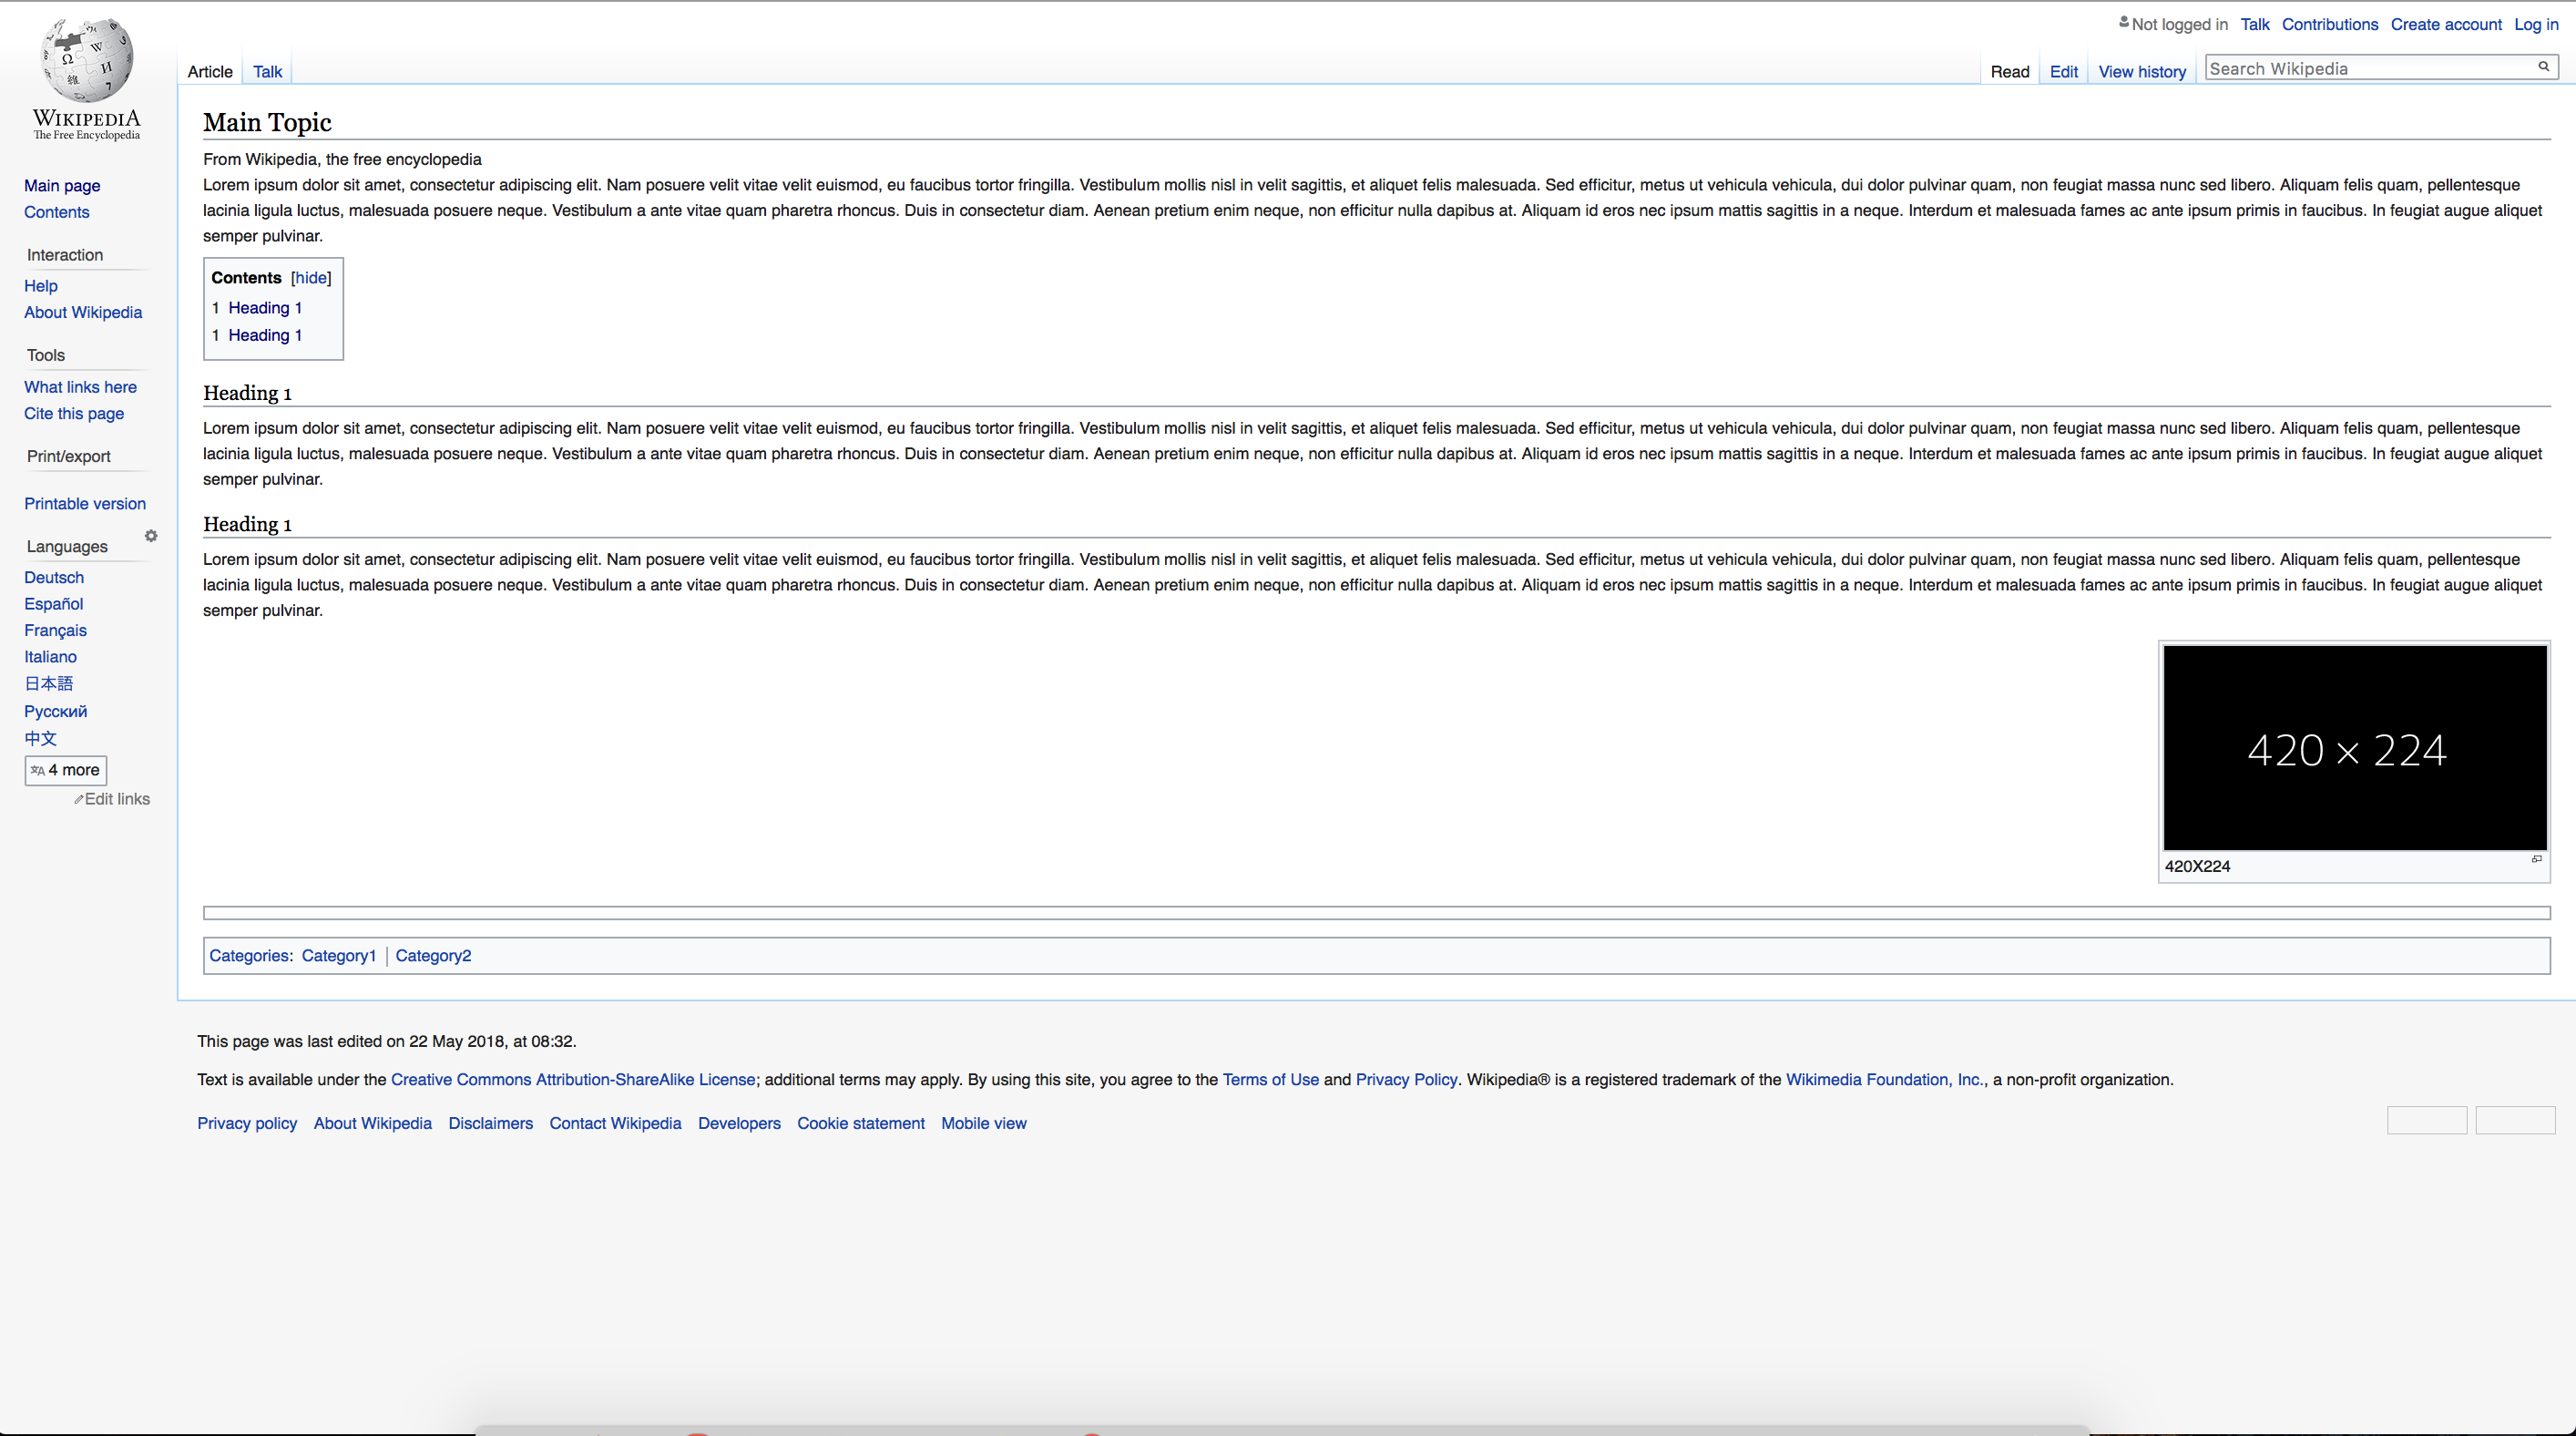 Not logged in Talk Contributions Create account Log in
Article Talk
Read Edit View history Search Wikipedia
WIKIPEDIA
The Free Encyclopedia
Main page
Contents
Interaction
Help
About Wikipedia
Tools
What links here
Cite this page
Print/export
Printable version
Languages
Deutsch
Español
Français
Italiano
日本語
Русский
中文
4 more
Edit links
Main Topic
From Wikipedia, the free encyclopedia
Lorem ipsum dolor sit amet, consectetur adipiscing elit. Nam posuere velit vitae velit euismod, eu faucibus tortor fringilla. Vestibulum mollis nisl in velit sagittis, et aliquet felis malesuada. Sed efficitur, metus ut vehicula vehicula, dui dolor pulvinar quam, non feugiat massa nunc sed libero. Aliquam felis quam, pellentesque
lacinia ligula luctus, malesuada posuere neque. Vestibulum a ante vitae quam pharetra rhoncus. Duis in consectetur diam. Aenean pretium enim neque, non efficitur nulla dapibus at. Aliquam id eros nec ipsum mattis sagittis in a neque. Interdum et malesuada fames ac ante ipsum primis in faucibus. In feugiat augue aliquet
semper pulvinar.
Contents [hide]
1 Heading 1
1 Heading 1
Heading 1
Lorem ipsum dolor sit amet, consectetur adipiscing elit. Nam posuere velit vitae velit euismod, eu faucibus tortor fringilla. Vestibulum mollis nisl in velit sagittis, et aliquet felis malesuada. Sed efficitur, metus ut vehicula vehicula, dui dolor pulvinar quam, non feugiat massa nunc sed libero. Aliquam felis quam, pellentesque
lacinia ligula luctus, malesuada posuere neque. Vestibulum a ante vitae quam pharetra rhoncus. Duis in consectetur diam. Aenean pretium enim neque, non efficitur nulla dapibus at. Aliquam id eros nec ipsum mattis sagittis in a neque. Interdum et malesuada fames ac ante ipsum primis in faucibus. In feugiat augue aliquet
semper pulvinar.
Heading 1
Lorem ipsum dolor sit amet, consectetur adipiscing elit. Nam posuere velit vitae velit euismod, eu faucibus tortor fringilla. Vestibulum mollis nisl in velit sagittis, et aliquet felis malesuada. Sed efficitur, metus ut vehicula vehicula, dui dolor pulvinar quam, non feugiat massa nunc sed libero. Aliquam felis quam, pellentesque
lacinia ligula luctus, malesuada posuere neque. Vestibulum a ante vitae quam pharetra rhoncus. Duis in consectetur diam. Aenean pretium enim neque, non efficitur nulla dapibus at. Aliquam id eros nec ipsum mattis sagittis in a neque. Interdum et malesuada fames ac ante ipsum primis in faucibus. In feugiat augue aliquet
semper pulvinar.
420 × 224
420X224
Categories: Category1 Category2
This page was last edited on 22 May 2018, at 08:32.
Text is available under the Creative Commons Attribution-ShareAlike License; additional terms may apply. By using this site, you agree to the Terms of Use and Privacy Policy. Wikipedia® is a registered trademark of the Wikimedia Foundation, Inc., a non-profit organization.
Privacy policy About Wikipedia Disclaimers Contact Wikipedia Developers Cookie statement Mobile view